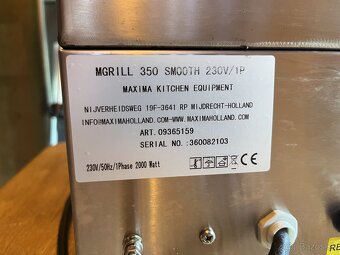 MGRILL 350 SMOOTH 230V/1P
MAXIMA KITCHEN EQUIPMENT
NIJVERHEIDSWEG 19F-3641 RP MIJDRECHT-HOLLAND
INFO@MAXIMAHOLLAND.COM-WWW.MAXIMAHOLLAND.COM
ART.09365159
SERIAL NO.:360082103
230V/50Hz/1Phase 2000 Watt
CE
RE